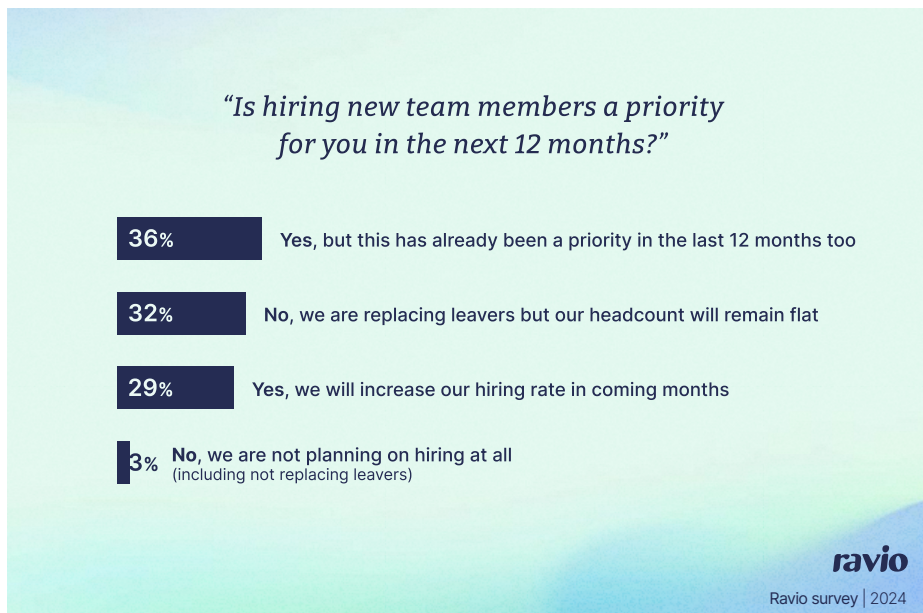 “Is hiring new team members a priority
for you in the next 12 months?”
36% Yes, but this has already been a priority in the last 12 months too
32% No, we are replacing leavers but our headcount will remain flat
29% Yes, we will increase our hiring rate in coming months
3% No, we are not planning on hiring at all
(including not replacing leavers)
ravio
Ravio survey | 2024